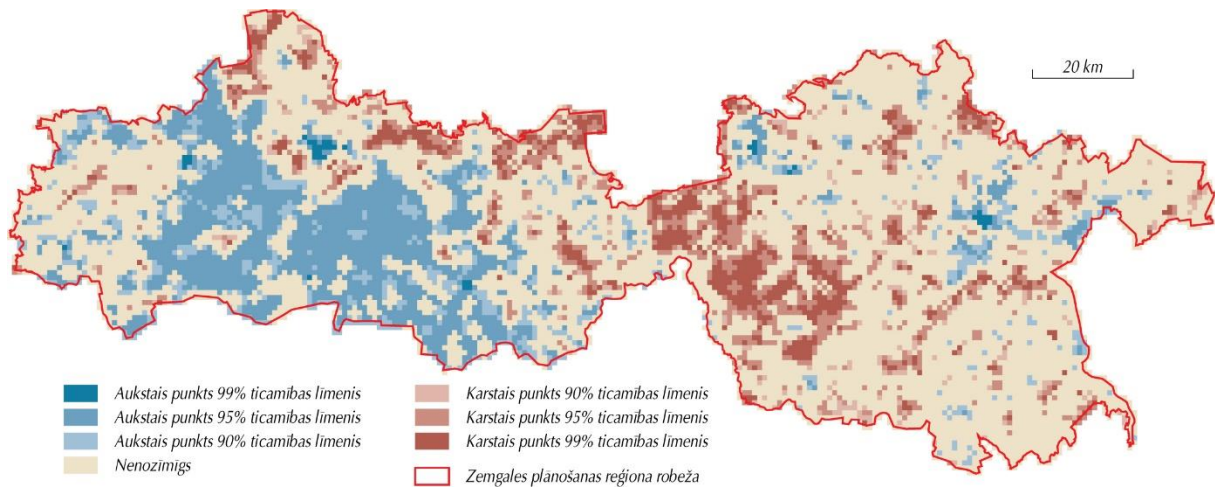 20 km
Aukstais punkts 99% ticamības līmenis
Aukstais punkts 95% ticamības līmenis
Aukstais punkts 90% ticamības līmenis
Nenozīmīgs
Karstais punkts 90% ticamības līmenis
Karstais punkts 95% ticamības līmenis
Karstais punkts 99% ticamības līmenis
Zemgales plānošanas reģiona robeža